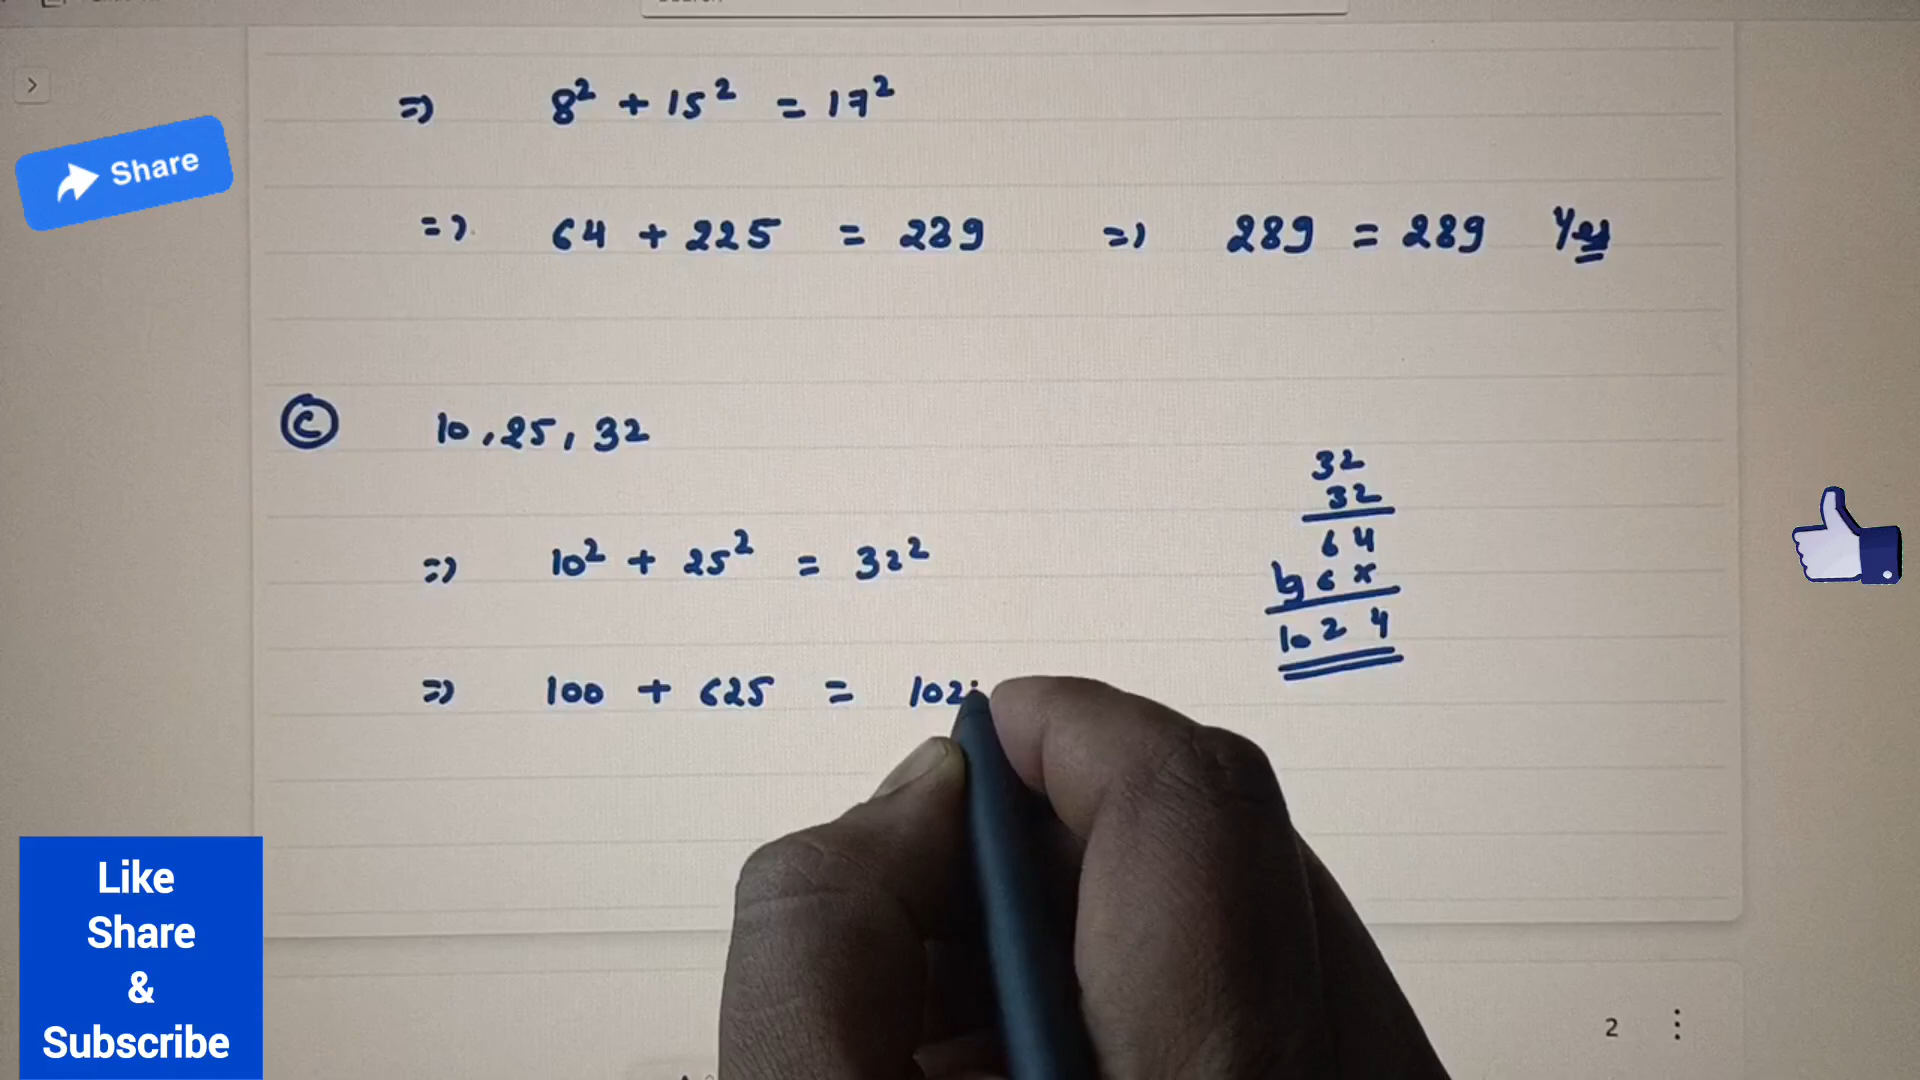 8² + 15² = 17²
Share
=> 64 + 225 = 289 => 289 = 289 Yes
C 10, 25, 32
32
32
64
96x
1024
=> 10² + 25² = 32²
=> 100 + 625 = 102
Like
Share
&
Subscribe
2